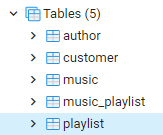 Tables (5)
author
customer
music
music_playlist
playlist